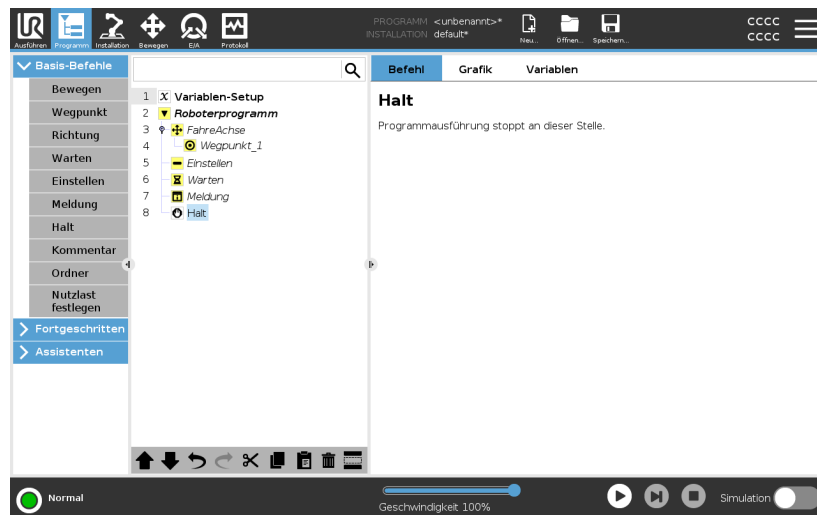 UR
PROGRAMM <unbenannt>*
INSTALLATION default*
CCCC
CCCC
Ausführen Programm Installation Bewegen E/A Protokoll Neu... Öffnen... Speichern...
Basis-Befehle
Bewegen
Wegpunkt
Richtung
Warten
Einstellen
Meldung
Halt
Kommentar
Ordner
Nutzlast
festlegen
Fortgeschritten
Assistenten
1 X Variablen-Setup
2 Roboterprogramm
3 FahreAchse
4 Wegpunkt_1
5 Einstellen
6 Warten
7 Meldung
8 Halt
Befehl Grafik Variablen
Halt
Programmausführung stoppt an dieser Stelle.
Normal
Geschwindigkeit 100%
Simulation